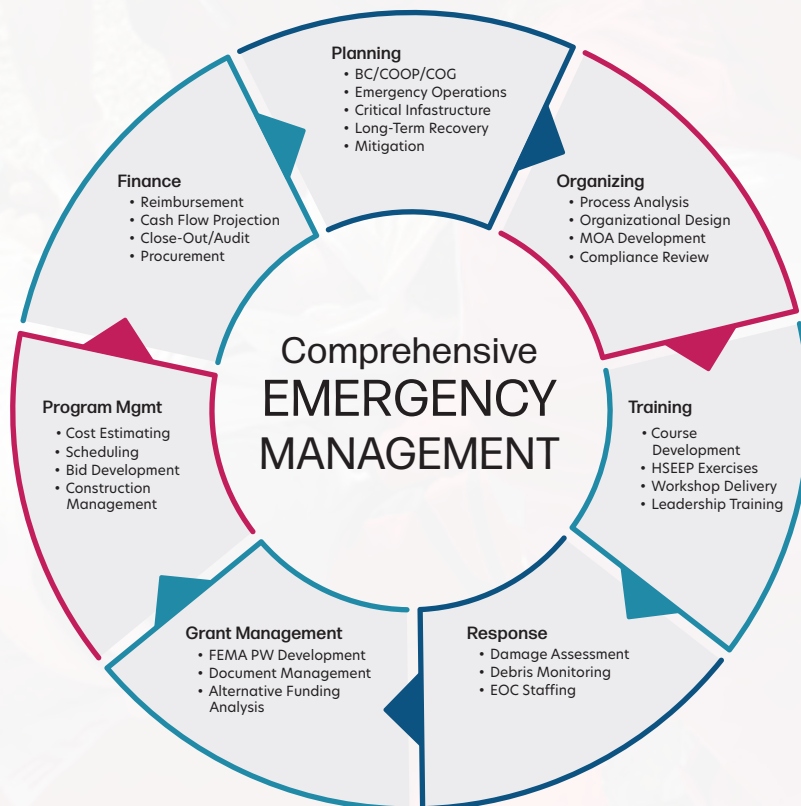 Planning
• BC/COOP/COG
• Emergency Operations
• Critical Infastructure
• Long-Term Recovery
• Mitigation
Organizing
• Process Analysis
• Organizational Design
• MOA Development
• Compliance Review
Training
• Course
Development
• HSEEP Exercises
• Workshop Delivery
• Leadership Training
Response
• Damage Assessment
• Debris Monitoring
• EOC Staffing
Grant Management
• FEMA PW Development
• Document Management
• Alternative Funding
Analysis
Program Mgmt
• Cost Estimating
• Scheduling
• Bid Development
• Construction
Management
Finance
• Reimbursement
• Cash Flow Projection
• Close-Out/Audit
• Procurement
Comprehensive
EMERGENCY
MANAGEMENT